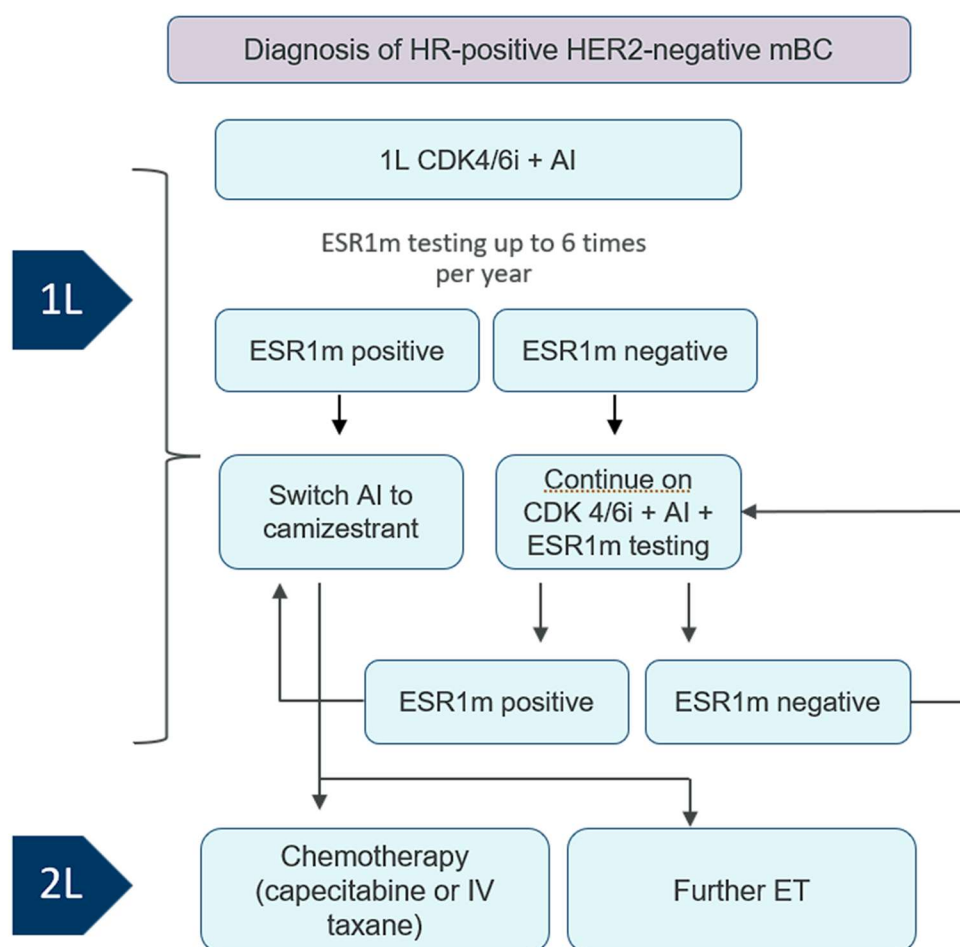 Diagnosis of HR-positive HER2-negative mBC
1L CDK4/6i + AI
ESR1m testing up to 6 times
per year
1L
ESR1m positive
ESR1m negative
Switch AI to
camizestrant
Continue on
CDK 4/6i + AI +
ESR1m testing
ESR1m positive
ESR1m negative
2L
Chemotherapy
(capecitabine or IV
taxane)
Further ET